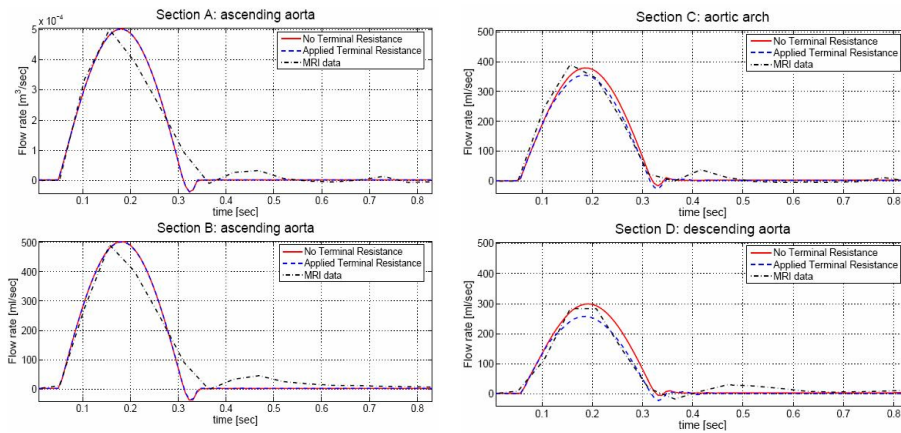 Section A: ascending aorta
x 10⁻⁴
5
4
3
2
1
0
Flow rate [m³/sec]
No Terminal Resistance
Applied Terminal Resistance
MRI data
0.1 0.2 0.3 0.4 0.5 0.6 0.7 0.8
time [sec]
Section C: aortic arch
500
400
300
200
100
0
Flow rate [ml/sec]
No Terminal Resistance
Applied Terminal Resistance
MRI data
0.1 0.2 0.3 0.4 0.5 0.6 0.7 0.8
time [sec]
Section B: ascending aorta
500
400
300
200
100
0
Flow rate [ml/sec]
No Terminal Resistance
Applied Terminal Resistance
MRI data
0.1 0.2 0.3 0.4 0.5 0.6 0.7 0.8
time [sec]
Section D: descending aorta
500
400
300
200
100
0
Flow rate [ml/sec]
No Terminal Resistance
Applied Terminal Resistance
MRI data
0.1 0.2 0.3 0.4 0.5 0.6 0.7 0.8
time [sec]